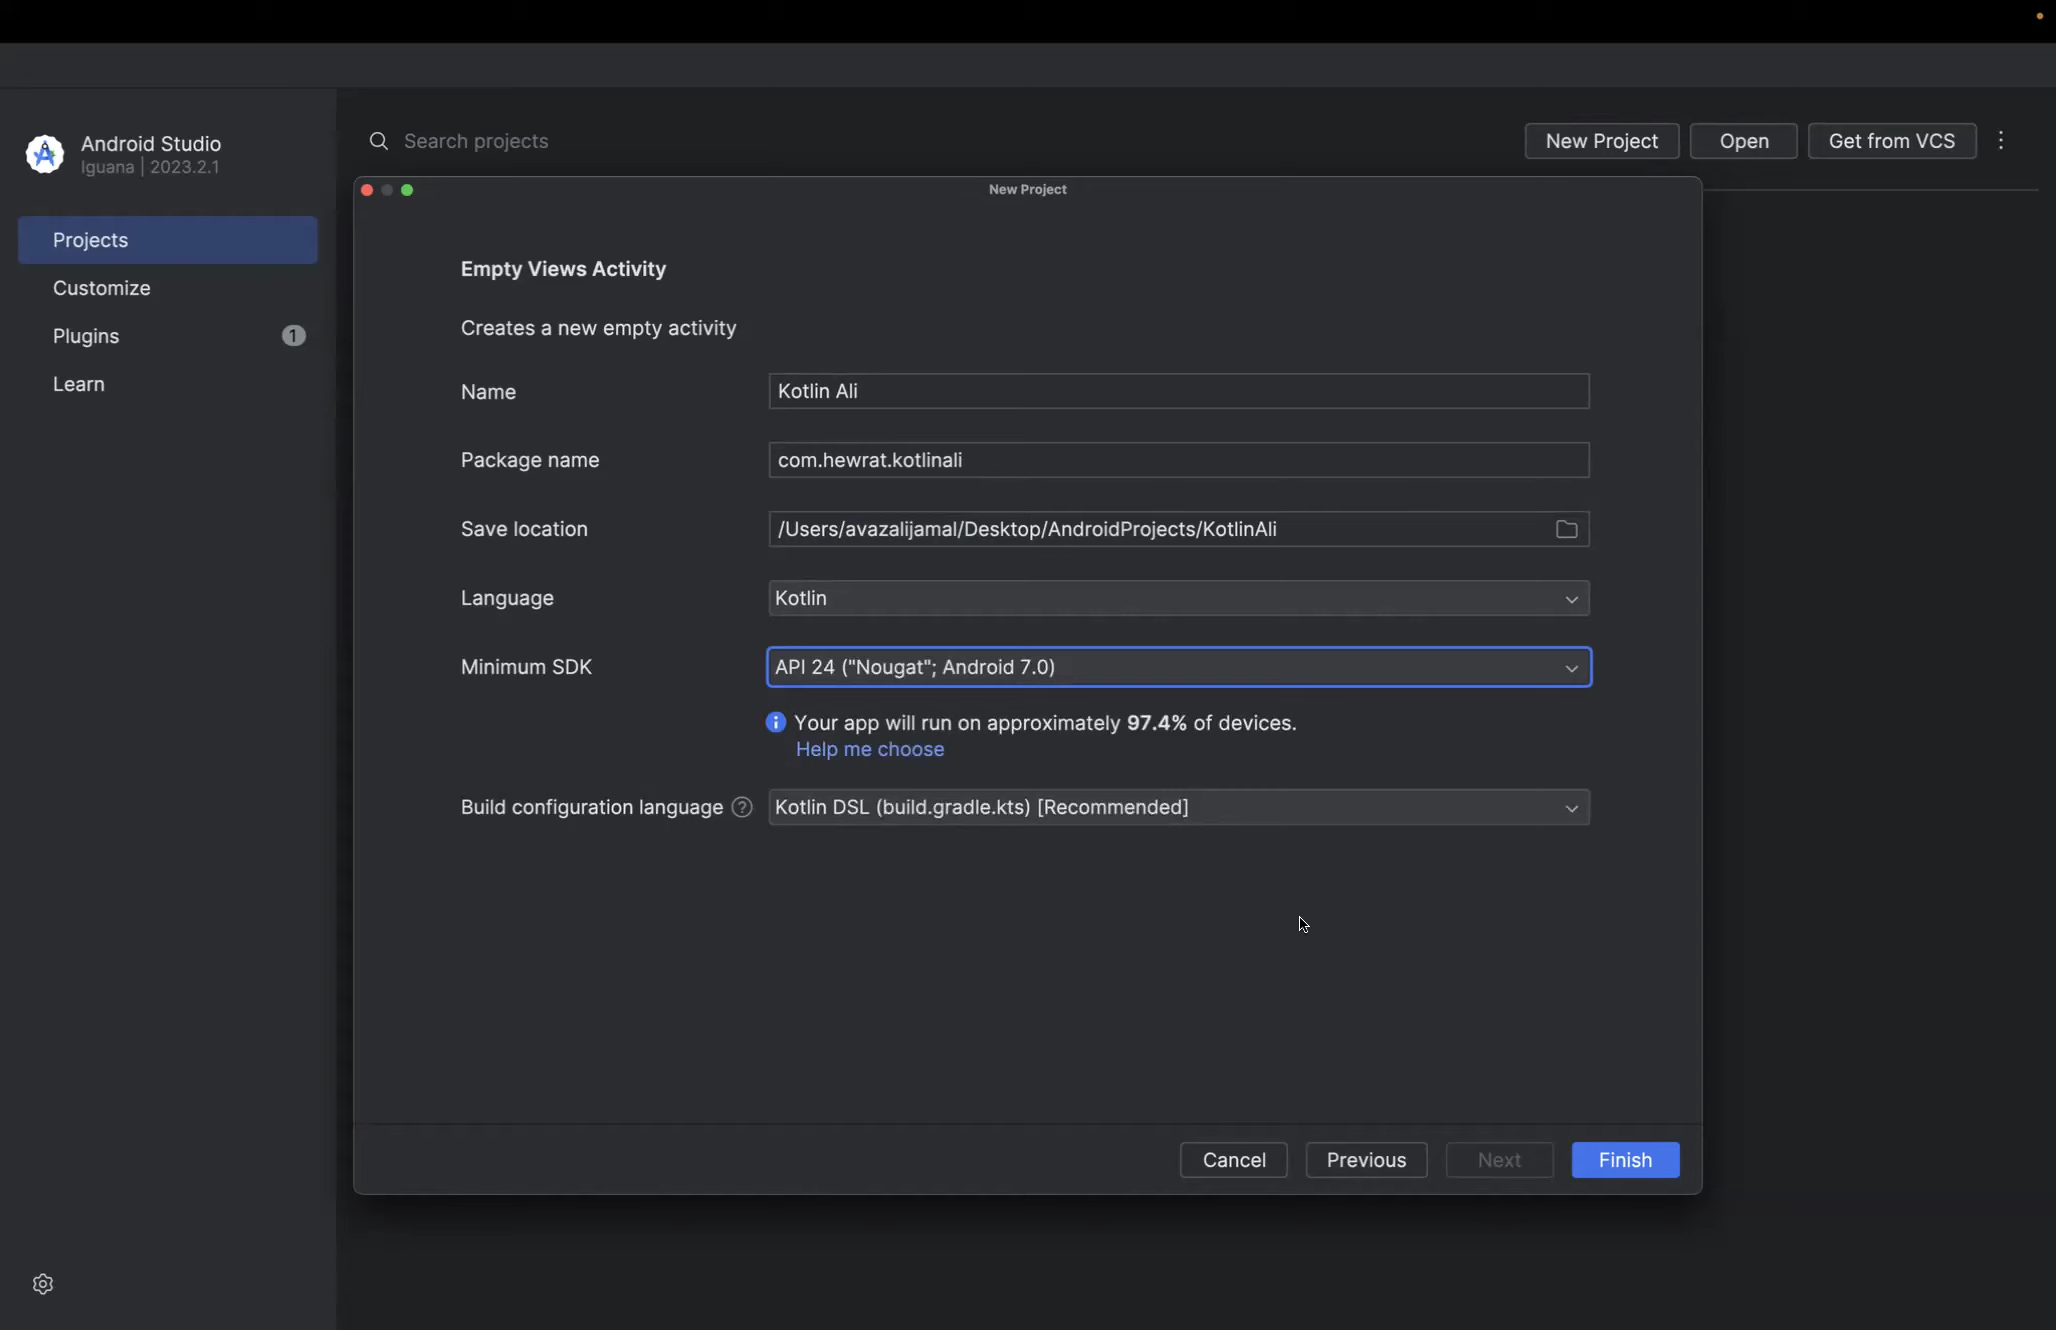 Android Studio
Iguana | 2023.2.1
Search projects
New Project
Open
Get from VCS
Projects
Customize
Plugins
1
Learn
New Project
Empty Views Activity
Creates a new empty activity
Name
Kotlin Ali
Package name
com.hewrat.kotlinali
Save location
/Users/avazalijamal/Desktop/AndroidProjects/KotlinAli
Language
Kotlin
Minimum SDK
API 24 ("Nougat"; Android 7.0)
Your app will run on approximately 97.4% of devices.
Help me choose
Build configuration language
Kotlin DSL (build.gradle.kts) [Recommended]
Cancel
Previous
Next
Finish